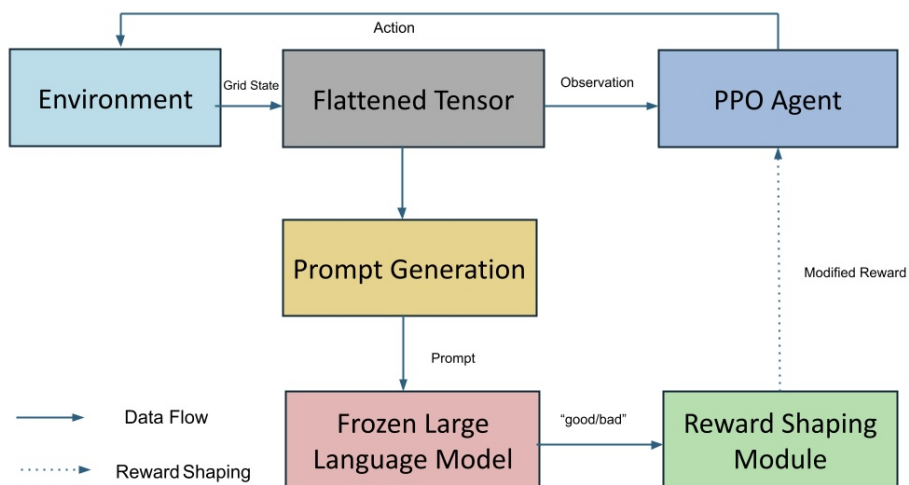 Action
Environment
Grid State
Flattened Tensor
Observation
PPO Agent
Prompt Generation
Modified Reward
Prompt
Data Flow
Reward Shaping
Frozen Large
Language Model
“good/bad”
Reward Shaping
Module